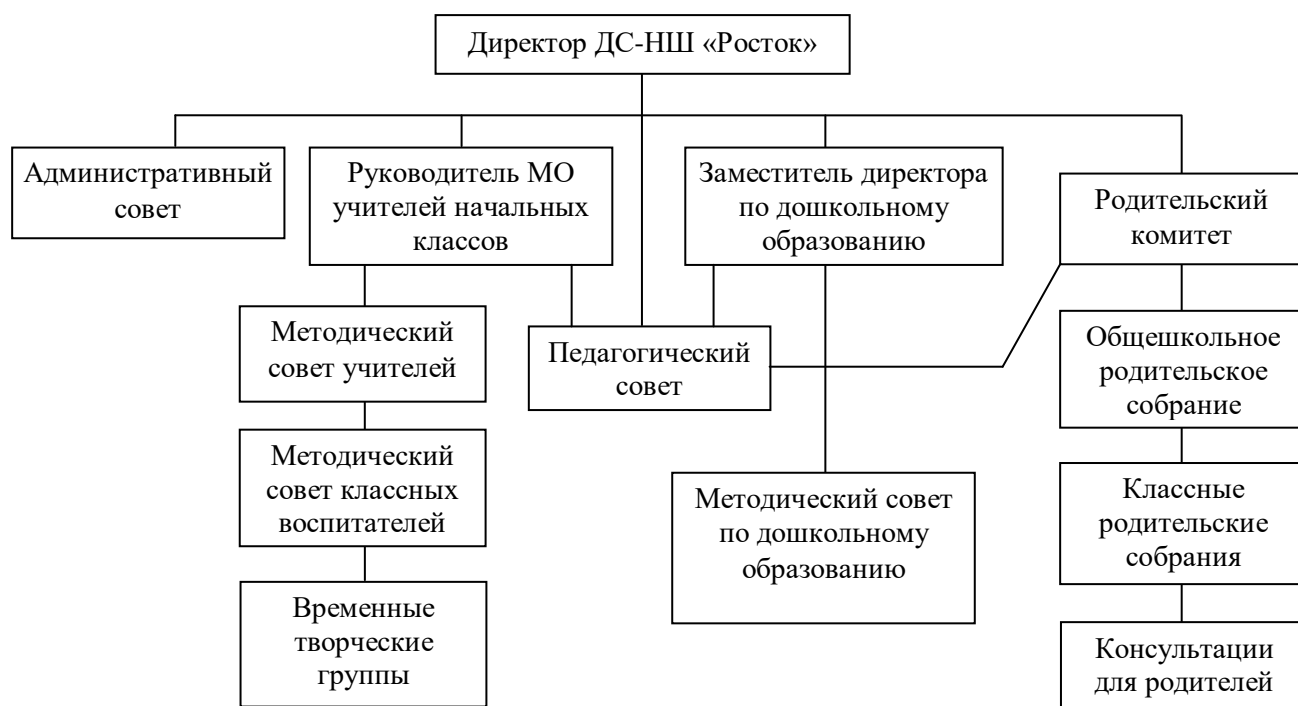 Директор ДС-НШ «Росток»
Административный
совет
Руководитель МО
учителей начальных
классов
Заместитель директора
по дошкольному
образованию
Родительский
комитет
Методический
совет учителей
Педагогический
совет
Общешкольное
родительское
собрание
Методический
совет классных
воспитателей
Методический совет
по дошкольному
образованию
Классные
родительские
собрания
Временные
творческие
группы
Консультации
для родителей